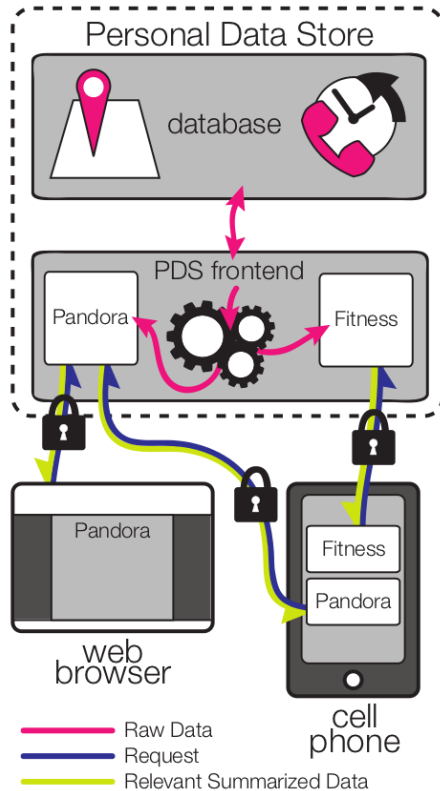 Personal Data Store
database
PDS frontend
Pandora
Fitness
Pandora
Fitness
Pandora
web
browser
cell
phone
Raw Data
Request
Relevant Summarized Data